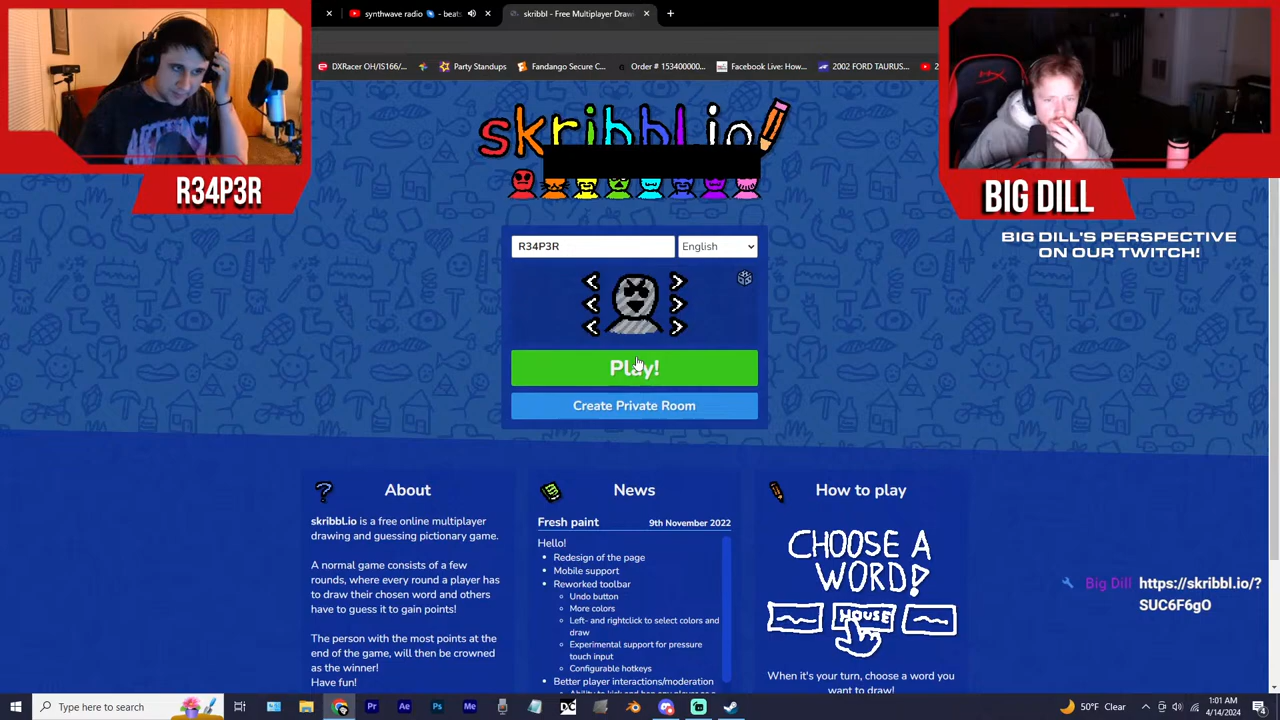 synthwave radio - beats
skribbl - Free Multiplayer Draw
DXRacer OH/IS166/...
Party Standups
Fandango Secure C...
Order # 153400000...
Facebook Live: How...
2002 FORD TAURUS...
skribbl.io
R34P3R
BIG DILL
BIG DILL'S PERSPECTIVE
ON OUR TWITCH!
R34P3R
English
Play!
Create Private Room
About
skribbl.io is a free online multiplayer
drawing and guessing pictionary game.
A normal game consists of a few
rounds, where every round a player has
to draw their chosen word and others
have to guess it to gain points!
The person with the most points at the
end of the game, will then be crowned
as the winner!
Have fun!
News
Fresh paint 9th November 2022
Hello!
Redesign of the page
Mobile support
Reworked toolbar
Undo button
More colors
Left- and rightclick to select colors and
draw
Experimental support for pressure
touch input
Configurable hotkeys
Better player interactions/moderation
How to play
CHOOSE A
WORD!
HOUSE
When it's your turn, choose a word you
want to draw!
Big Dill https://skribbl.io/?
SUC6F6gO
Type here to search
50°F Clear
1:01 AM
4/14/2024